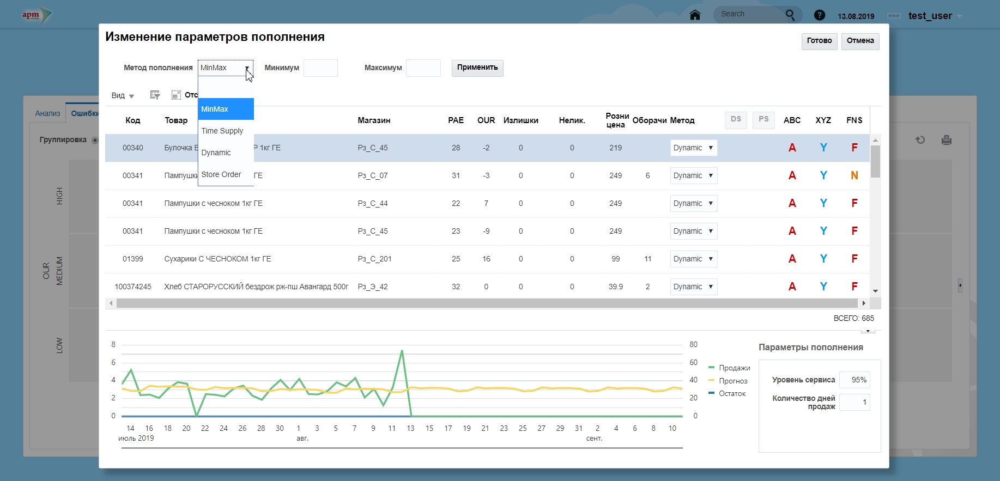 apm
Search
13.08.2019
test_user
Изменение параметров пополнения
Готово
Отмена
Метод пополнения
MinMax
Минимум
Максимум
Применить
Вид
Отс
MinMax
Time Supply
Dynamic
Store Order
Анализ
Ошибки
Группировка
Код Товар Магазин PAE OUR Излишки Нелик. Розни цена Оборачи Метод DS PS ABC XYZ FNS
00340 Булочка В Р 1кг ГЕ Рз_С_45 28 -2 0 0 219 Dynamic A Y F
00341 Пампушки ГЕ Рз_С_07 31 -3 0 0 249 6 Dynamic A Y N
00341 Пампушки с чесноком 1кг ГЕ Рз_С_44 22 7 0 0 249 Dynamic A Y F
00341 Пампушки с чесноком 1кг ГЕ Рз_С_45 23 -9 0 0 249 Dynamic A Y F
01399 Сухарики С ЧЕСНОКОМ 1кг ГЕ Рз_С_201 25 16 0 0 99 11 Dynamic A Y F
100374245 Хлеб СТАРОРУССКИЙ бездрож рж-пш Авангард 500г Рз_Э_42 32 0 0 0 39.9 2 Dynamic A Y F
ВСЕГО: 685
HIGH
OUR
MEDIUM
LOW
8 80
6 60
4 40
2 20
0 0
14 16 18 20 22 24 26 28 30 1 3 5 7 9 11 13 15 17 19 21 23 25 27 29 31 2 4 6 8 10
июль 2019 авг. сент.
Продажи
Прогноз
Остаток
Параметры пополнения
Уровень сервиса 95%
Количество дней
продаж 1